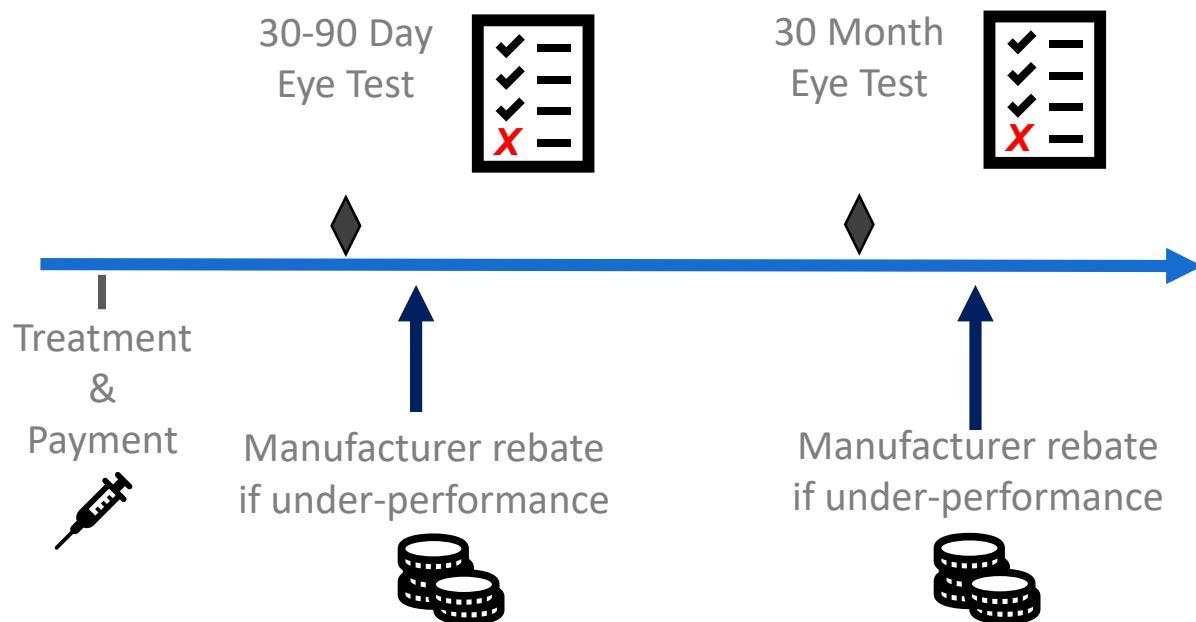 30-90 Day
Eye Test
X
30 Month
Eye Test
X
Treatment
&
Payment
Manufacturer rebate
if under-performance
Manufacturer rebate
if under-performance